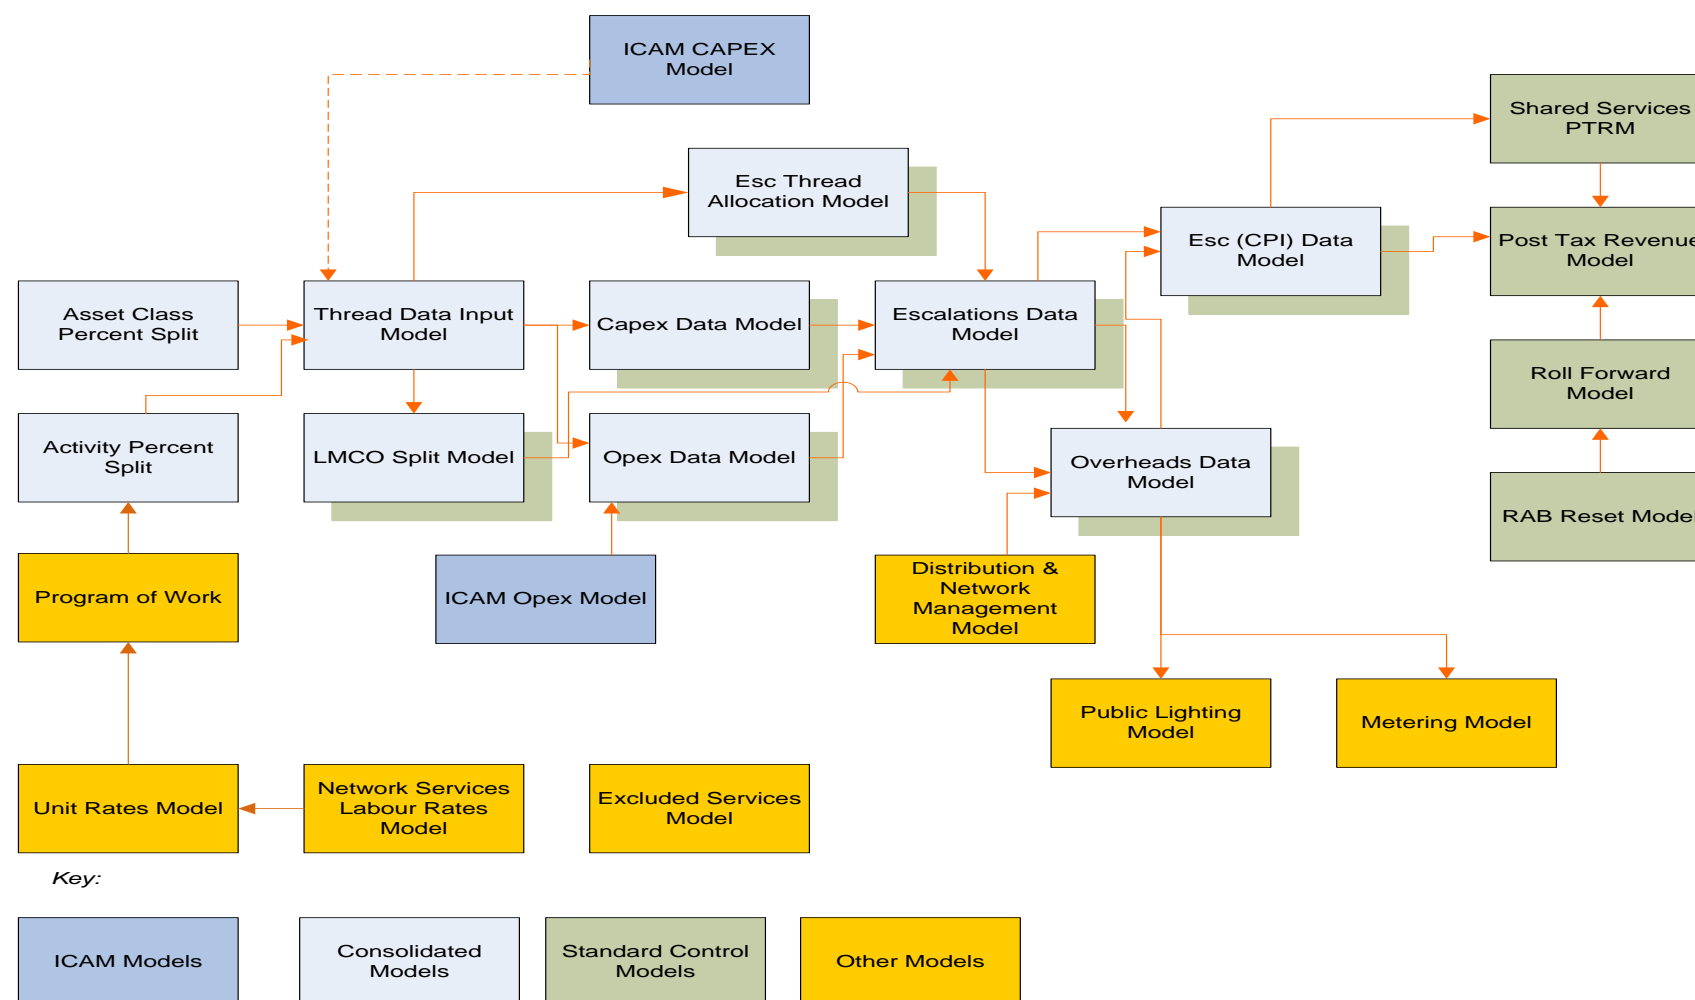 ICAM CAPEX
Model
Shared Services
PTRM
Esc Thread
Allocation Model
Esc (CPI) Data
Model
Post Tax Revenue
Model
Asset Class
Percent Split
Thread Data Input
Model
Capex Data Model
Escalations Data
Model
Roll Forward
Model
Activity Percent
Split
LMCO Split Model
Opex Data Model
Overheads Data
Model
RAB Reset Model
Program of Work
ICAM Opex Model
Distribution &
Network
Management
Model
Public Lighting
Model
Metering Model
Unit Rates Model
Network Services
Labour Rates
Model
Excluded Services
Model
Key:
ICAM Models
Consolidated
Models
Standard Control
Models
Other Models